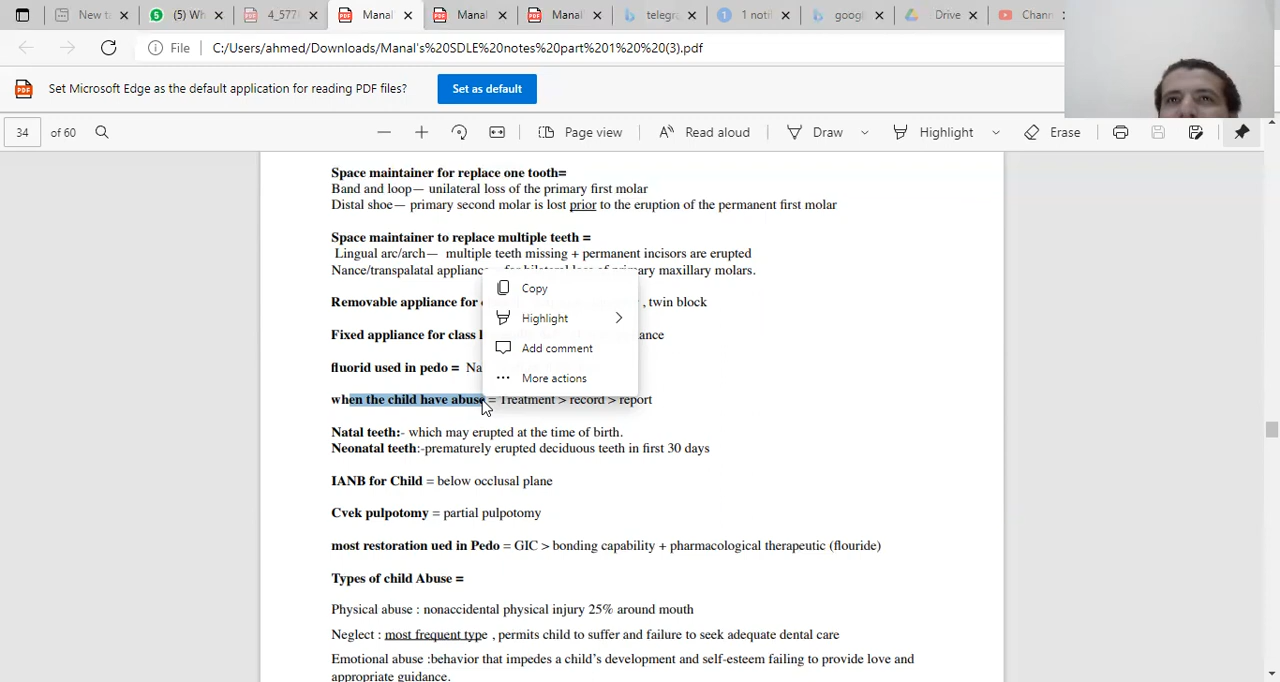 New ta
(5) Wh
4_577
Manal
Manal
Manal
telegra
1 noti
googl
Drive
Chann
File
C:/Users/ahmed/Downloads/Manal's%20SDLE%20notes%20part%201%20%20(3).pdf
Set Microsoft Edge as the default application for reading PDF files?
Set as default
34 of 60
Page view
Read aloud
Draw
Highlight
Erase
Space maintainer for replace one tooth=
Band and loop— unilateral loss of the primary first molar
Distal shoe— primary second molar is lost prior to the eruption of the permanent first molar
Space maintainer to replace multiple teeth =
Lingual arc/arch— multiple teeth missing + permanent incisors are erupted
Nance/transpalatal appliance for bilateral loss of primary maxillary molars.
Removable appliance for , twin block
Fixed appliance for class
fluorid used in pedo = Na
when the child have abuse = Treatment > record > report
Copy
Highlight
Add comment
More actions
Natal teeth:- which may erupted at the time of birth.
Neonatal teeth:-prematurely erupted deciduous teeth in first 30 days
IANB for Child = below occlusal plane
Cvek pulpotomy = partial pulpotomy
most restoration ued in Pedo = GIC > bonding capability + pharmacological therapeutic (flouride)
Types of child Abuse =
Physical abuse : nonaccidental physical injury 25% around mouth
Neglect : most frequent type , permits child to suffer and failure to seek adequate dental care
Emotional abuse :behavior that impedes a child's development and self-esteem failing to provide love and
appropriate guidance.